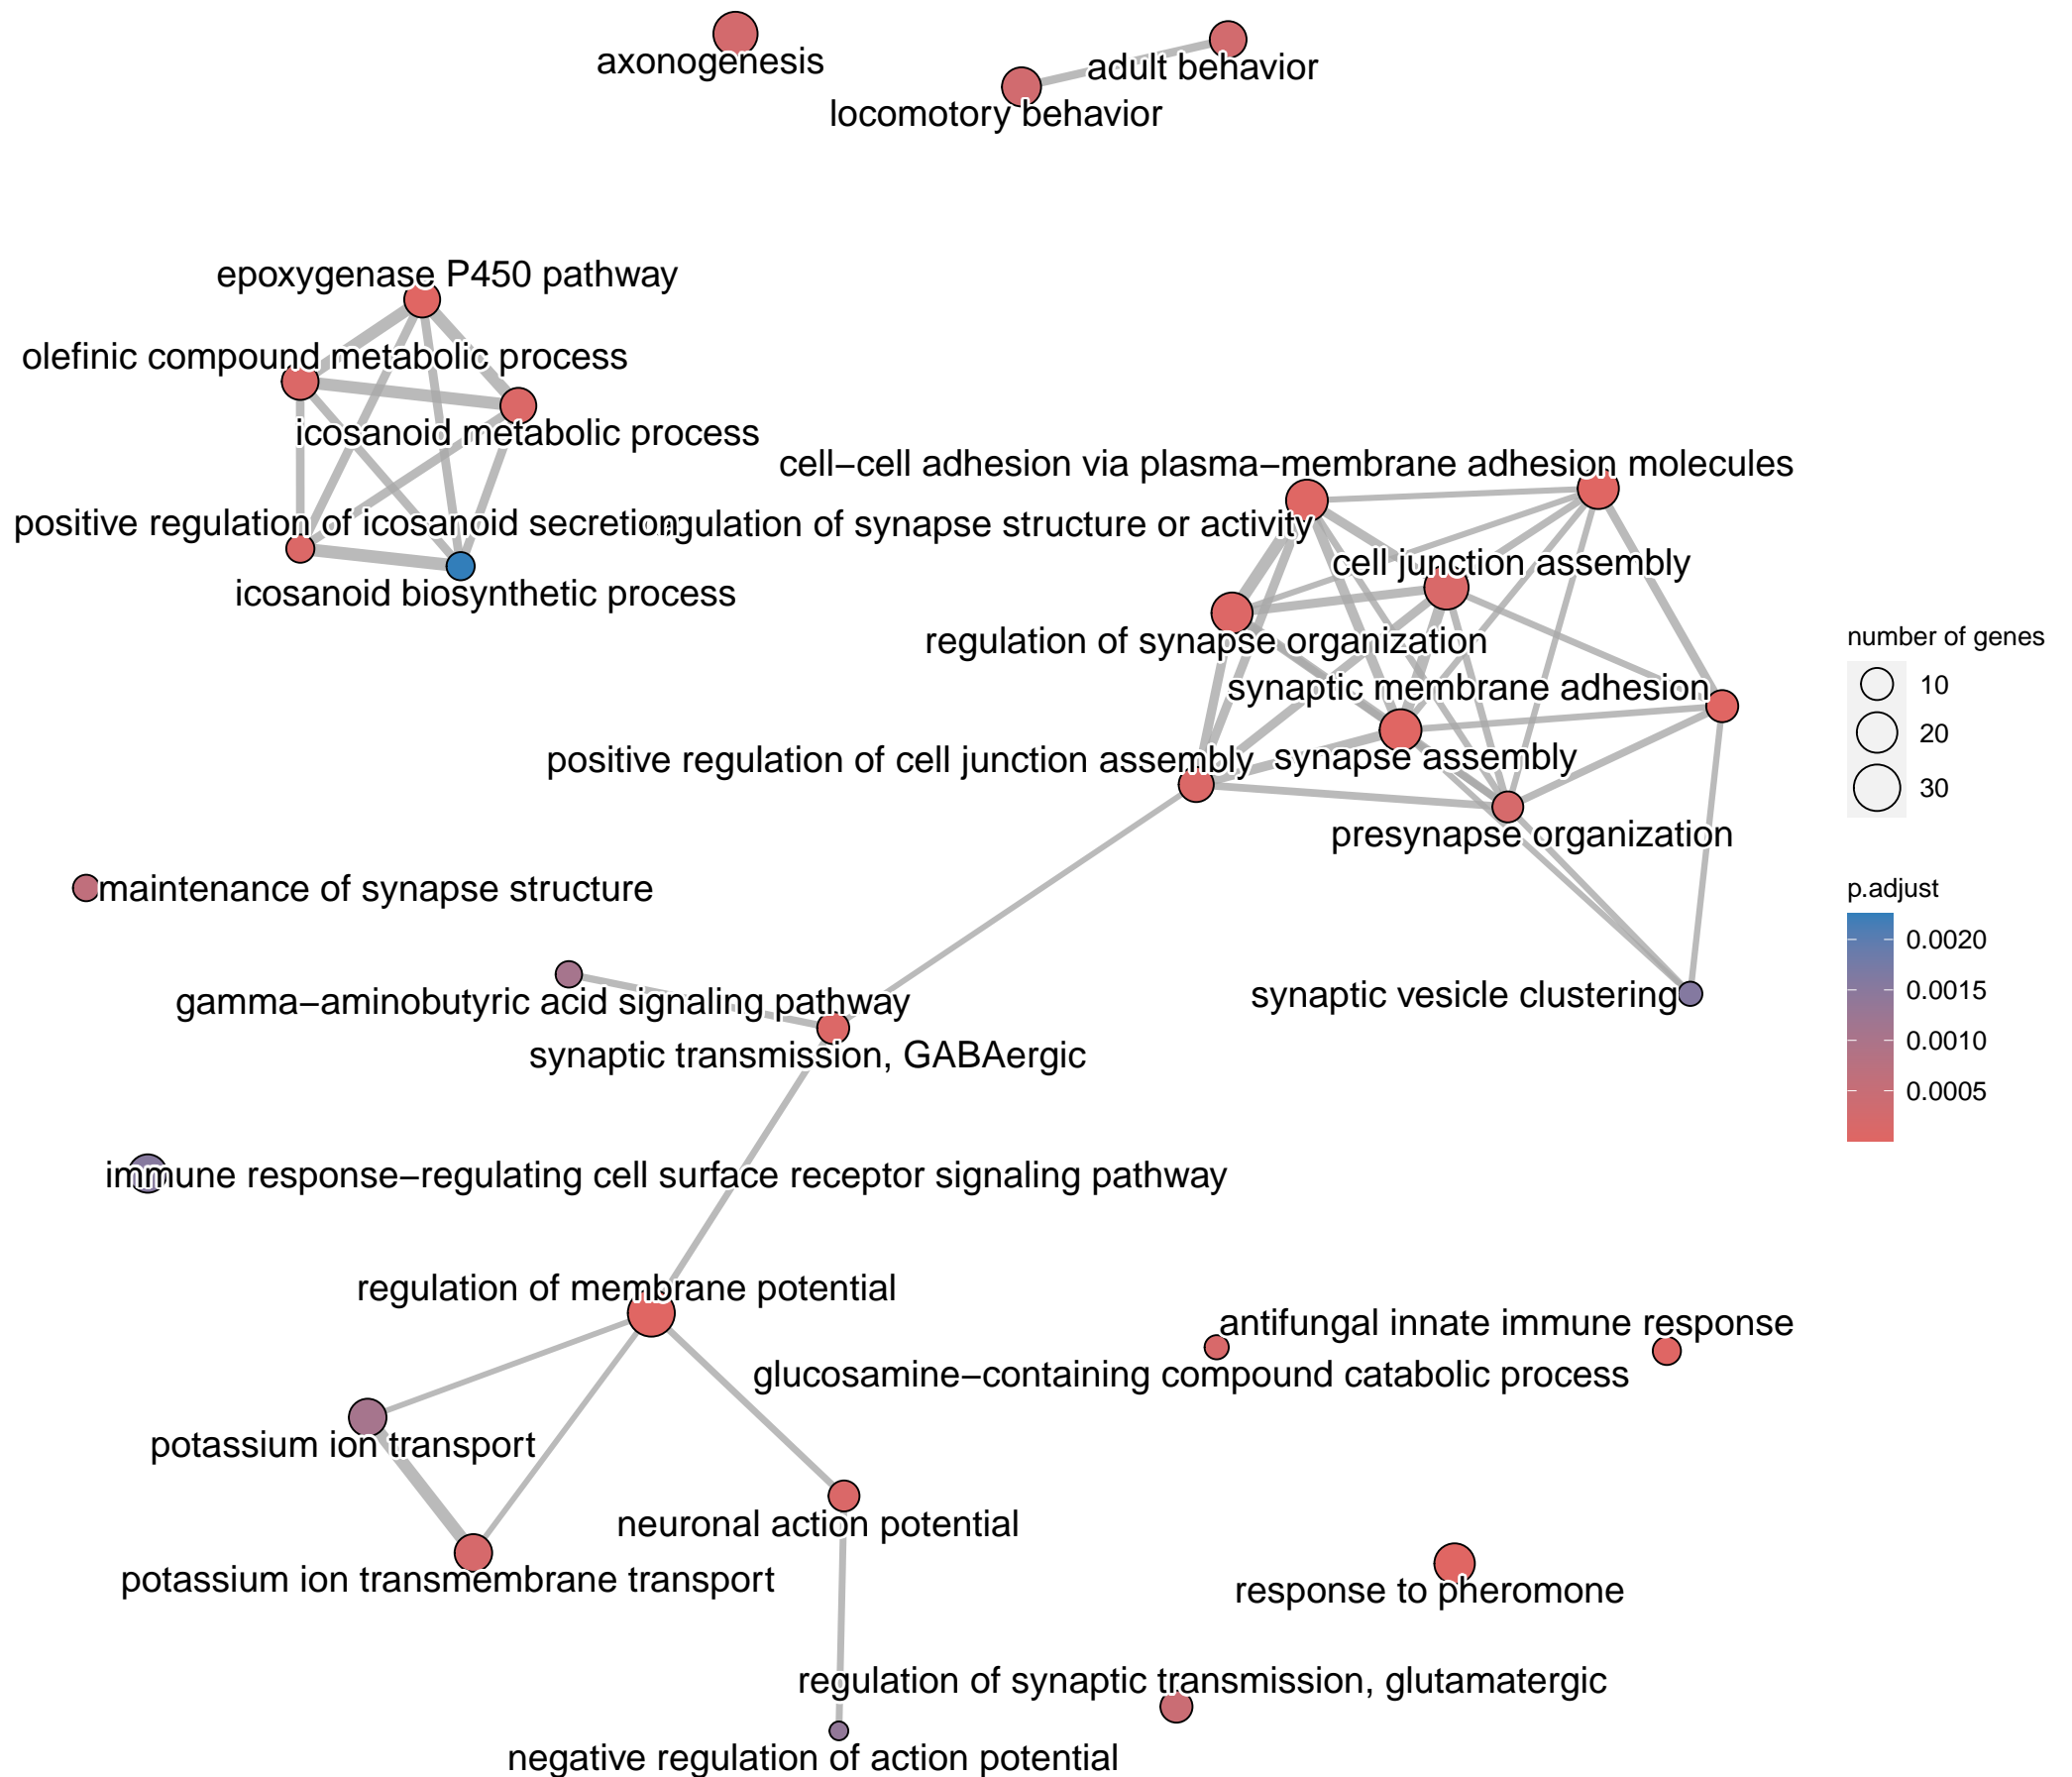 axonogenesis
adult behavior
locomotory behavior
epoxygenase P450 pathway
olefinic compound metabolic process
icosanoid metabolic process
cell−cell adhesion via plasma−membrane adhesion molecules
positive regulation of icosanoid secretion
gulation of synapse structure or activity
cell junction assembly
icosanoid biosynthetic process
regulation of synapse organization
number of genes
10
20
30
synaptic membrane adhesion
positive regulation of cell junction assembly
synapse assembly
presynapse organization
p.adjust
0.0020
0.0015
0.0010
0.0005
maintenance of synapse structure
gamma−aminobutyric acid signaling pathway
synaptic vesicle clustering
synaptic transmission, GABAergic
immune response−regulating cell surface receptor signaling pathway
regulation of membrane potential
antifungal innate immune response
glucosamine−containing compound catabolic process
potassium ion transport
neuronal action potential
potassium ion transmembrane transport
response to pheromone
regulation of synaptic transmission, glutamatergic
negative regulation of action potential